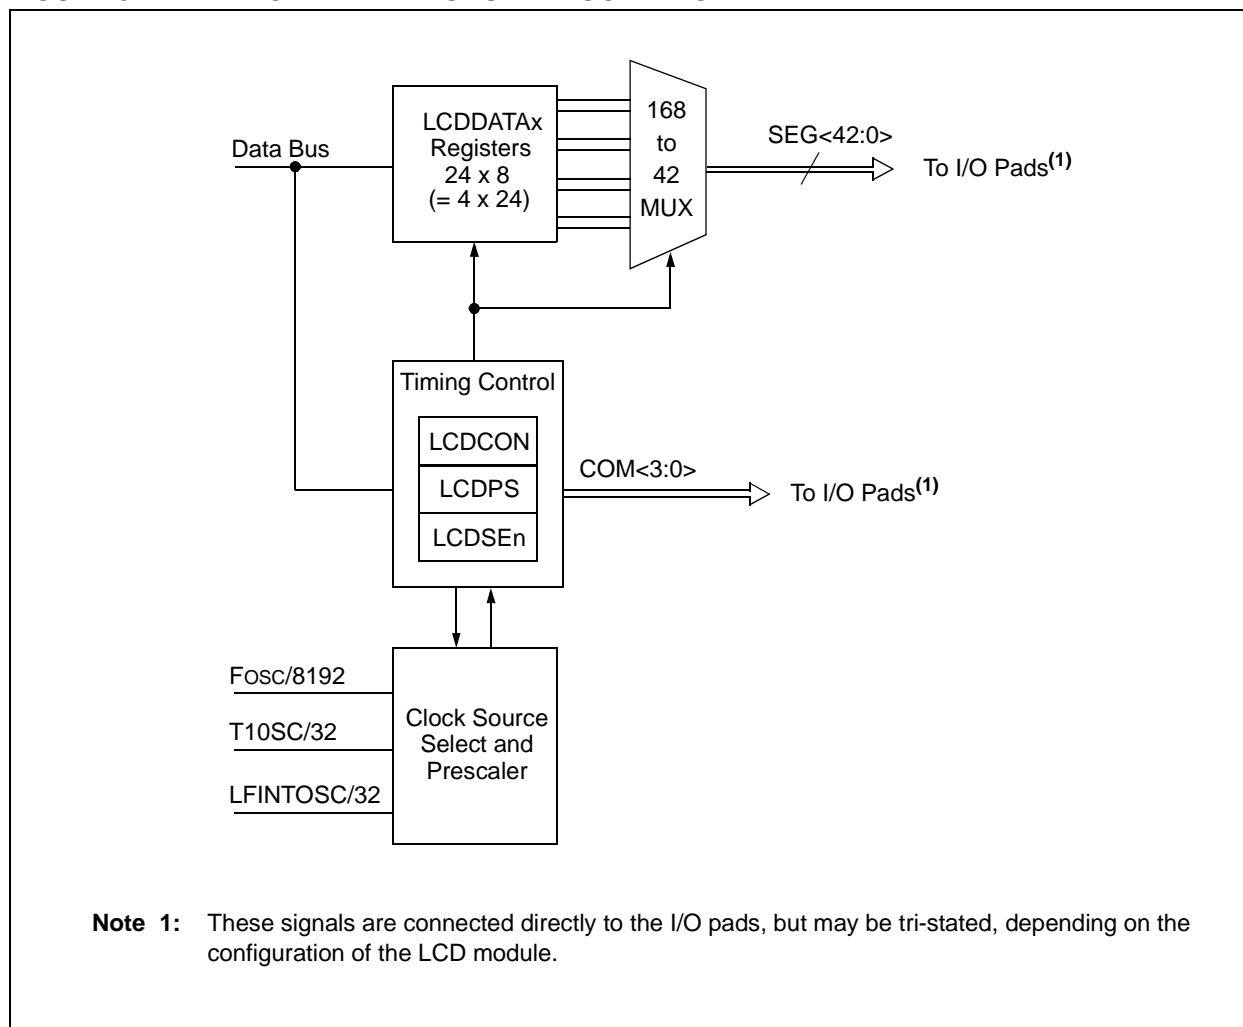 LCDDATAx
Registers
24 x 8
(= 4 x 24)
168
to
42
MUX
Data Bus
SEG<42:0>
To I/O Pads(1)
Timing Control
LCDCON
LCDPS
LCDSEn
COM<3:0>
To I/O Pads(1)
FOSC/8192
T10SC/32
LFINTOSC/32
Clock Source
Select and
Prescaler
Note 1: These signals are connected directly to the I/O pads, but may be tri-stated, depending on the
configuration of the LCD module.